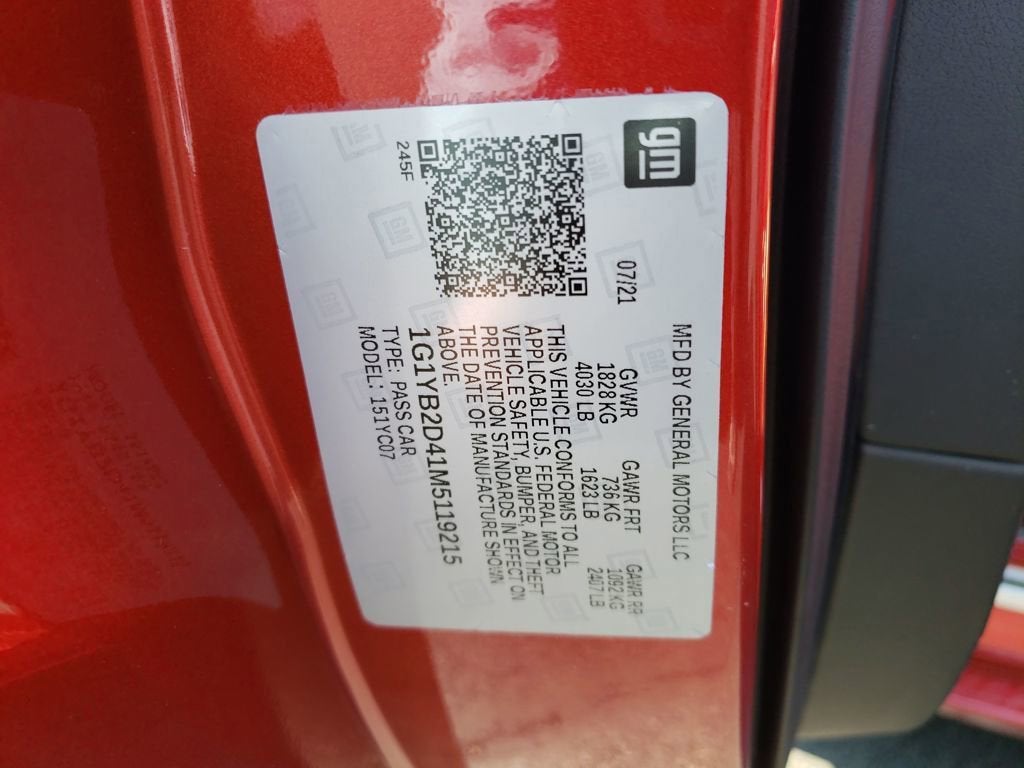 gm
MFD BY GENERAL MOTORS LLC
07/21
GVWR GAWR FRT GAWR RR
1828 KG 736 KG 1092 KG
4030 LB 1623 LB 2407 LB
THIS VEHICLE CONFORMS TO ALL
APPLICABLE U.S. FEDERAL MOTOR
VEHICLE SAFETY, BUMPER, AND THEFT
PREVENTION STANDARDS IN EFFECT ON
THE DATE OF MANUFACTURE SHOWN
ABOVE.
1G1YB2D41M5119215
TYPE: PASS CAR
MODEL: 151YC07
245F